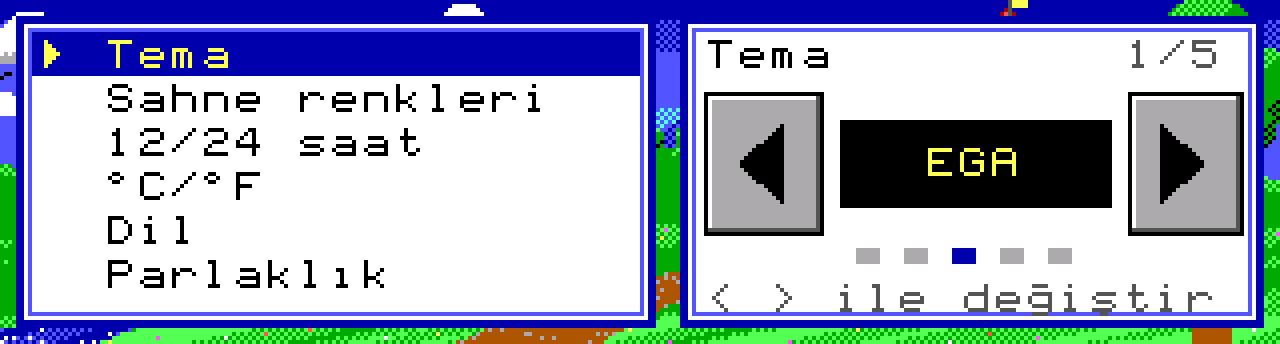 Tema
Sahne renkleri
12/24 saat
°C/°F
Dil
Parlaklık
Tema 1/5
EGA
< > ile değiştir